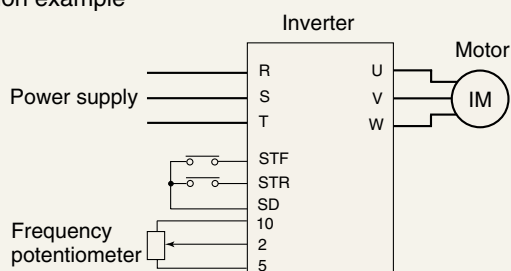 on example
Inverter
Motor
Power supply
R
S
T
U
V
W
IM
STF
STR
SD
10
2
5
Frequency
potentiometer